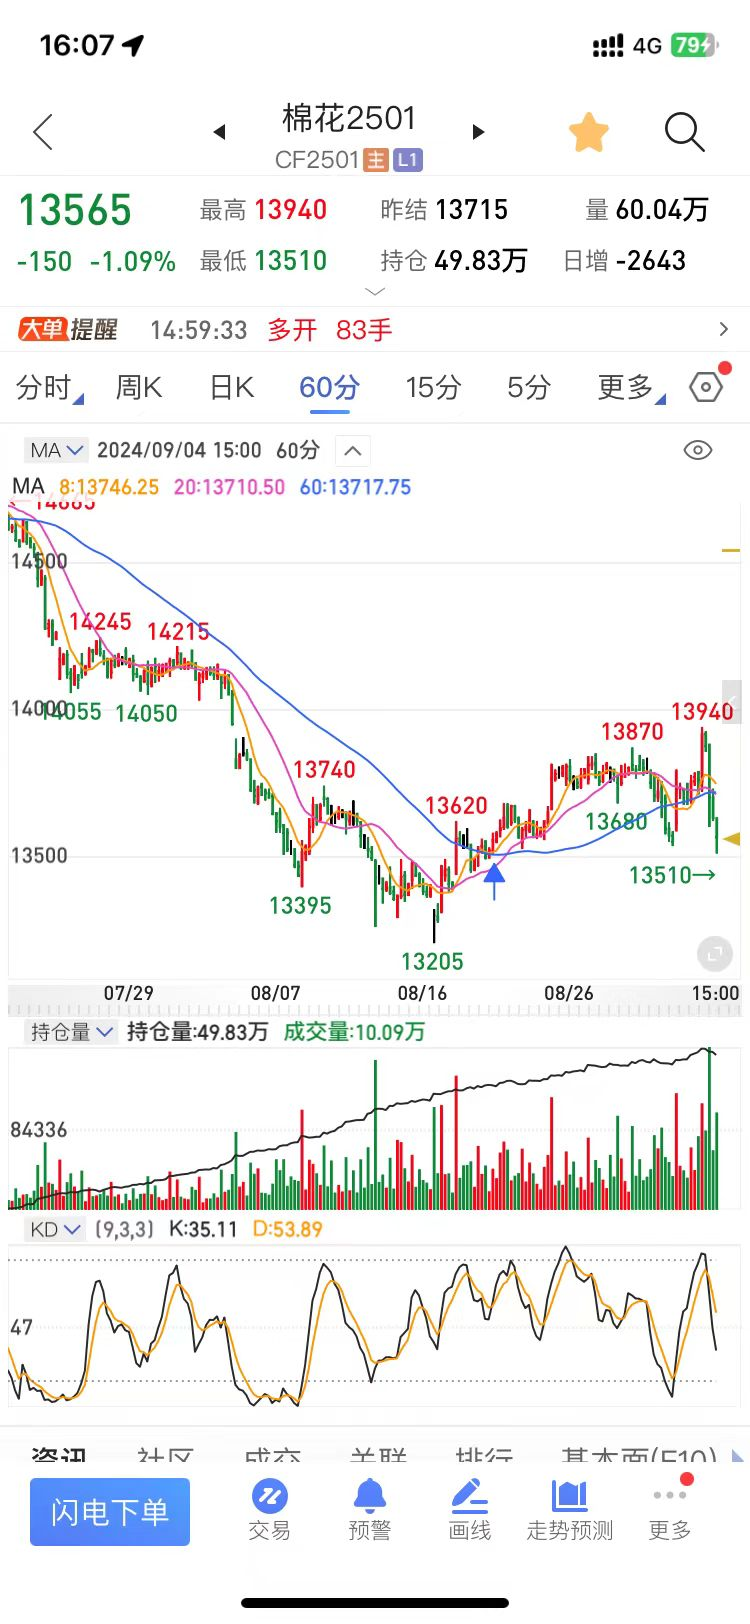 16:07
4G 79
棉花2501
CF2501 主 L1
13565 最高 13940 昨结 13715 量 60.04万
-150 -1.09% 最低 13510 持仓 49.83万 日增 -2643
大单提醒 14:59:33 多开 83手
分时 周K 日K 60分 15分 5分 更多
MA 2024/09/04 15:00 60分
MA 8:13746.25 20:13710.50 60:13717.75
14665
14500
14245
14215
14000
14055
14050
13940
13870
13740
13620
13680
13500
13510
13395
13205
07/29 08/07 08/16 08/26 15:00
持仓量 持仓量:49.83万 成交量:10.09万
84336
KD (9,3,3) K:35.11 D:53.89
47
资讯 社区 成交 关联 排行 基本面(F10)
闪电下单 交易 预警 画线 走势预测 更多